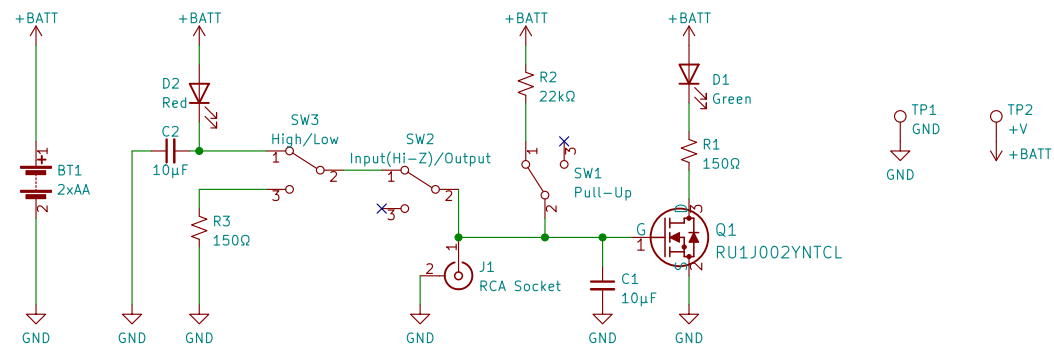 +BATT
+BATT
+BATT
+BATT
D2
Red
R2
22kΩ
D1
Green
TP1
GND
TP2
+V
C2
10µF
SW3
High/Low
1
2
3
SW2
Input(Hi-Z)/Output
1
2
3
1
3
2
SW1
Pull-Up
R1
150Ω
GND
+BATT
1
+
BT1
2xAA
2
R3
150Ω
G
1
D
3
S
2
Q1
RU1J002YNTCL
1
2
J1
RCA Socket
C1
10µF
GND
GND
GND
GND
GND
GND